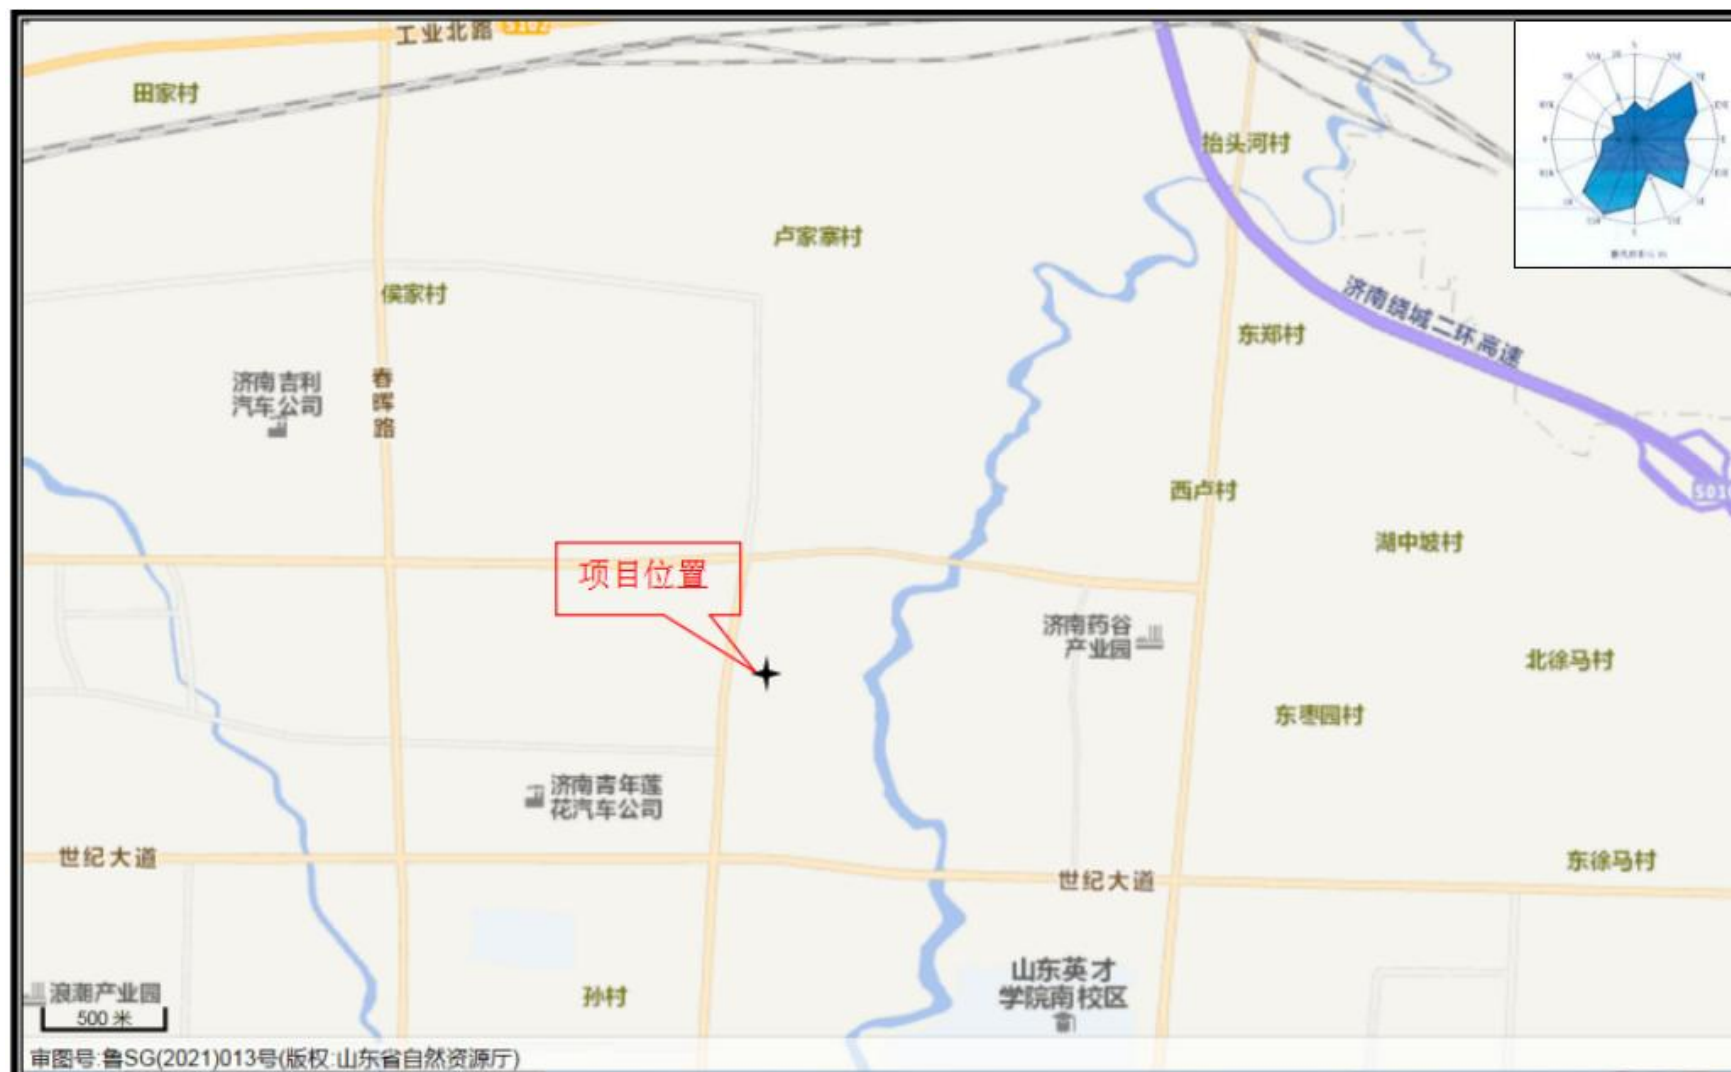 工业北路 S102
田家村
抬头河村
卢家寨村
侯家村
济南绕城二环高速
东郑村
济南吉利
汽车公司
春晖路
西卢村
S010
湖中坡村
项目位置
济南药谷
产业园
北徐马村
东枣园村
济南青年莲
花汽车公司
世纪大道
世纪大道
东徐马村
山东英才
学院南校区
浪潮产业园
孙村
500 米
审图号:鲁SG(2021)013号(版权:山东省自然资源厅)